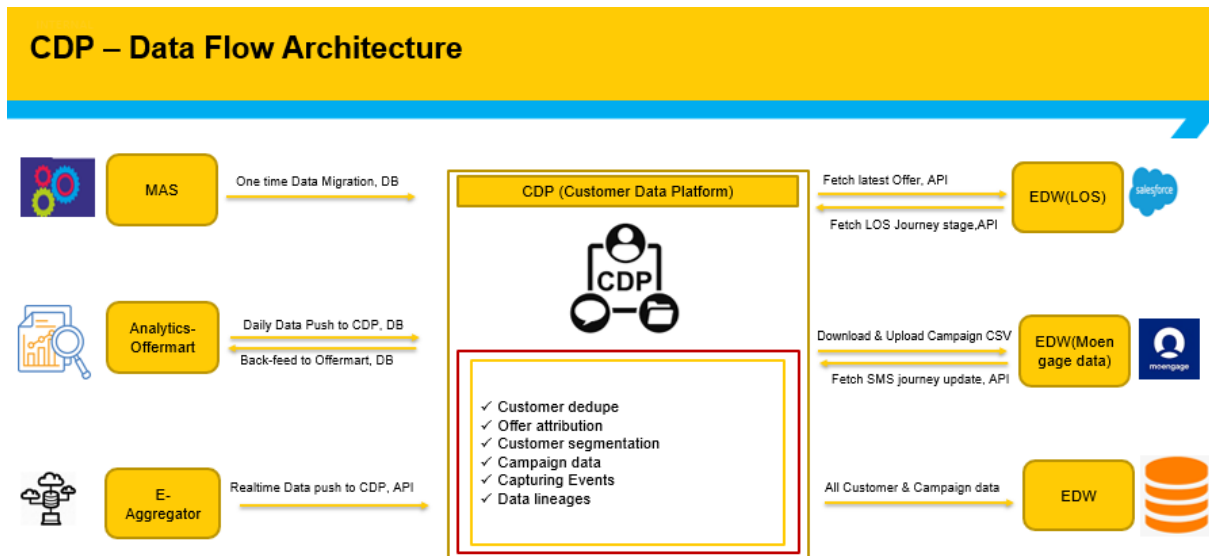 CDP – Data Flow Architecture
MAS
One time Data Migration, DB
CDP (Customer Data Platform)
Fetch latest Offer, API
Fetch LOS Journey stage,API
EDW(LOS)
salesforce
CDP
Analytics-
Offermart
Daily Data Push to CDP, DB
Back-feed to Offermart, DB
Download & Upload Campaign CSV
Fetch SMS journey update, API
EDW(Moen
gage data)
moengage
✓ Customer dedupe
✓ Offer attribution
✓ Customer segmentation
✓ Campaign data
✓ Capturing Events
✓ Data lineages
E-
Aggregator
Realtime Data push to CDP, API
All Customer & Campaign data
EDW